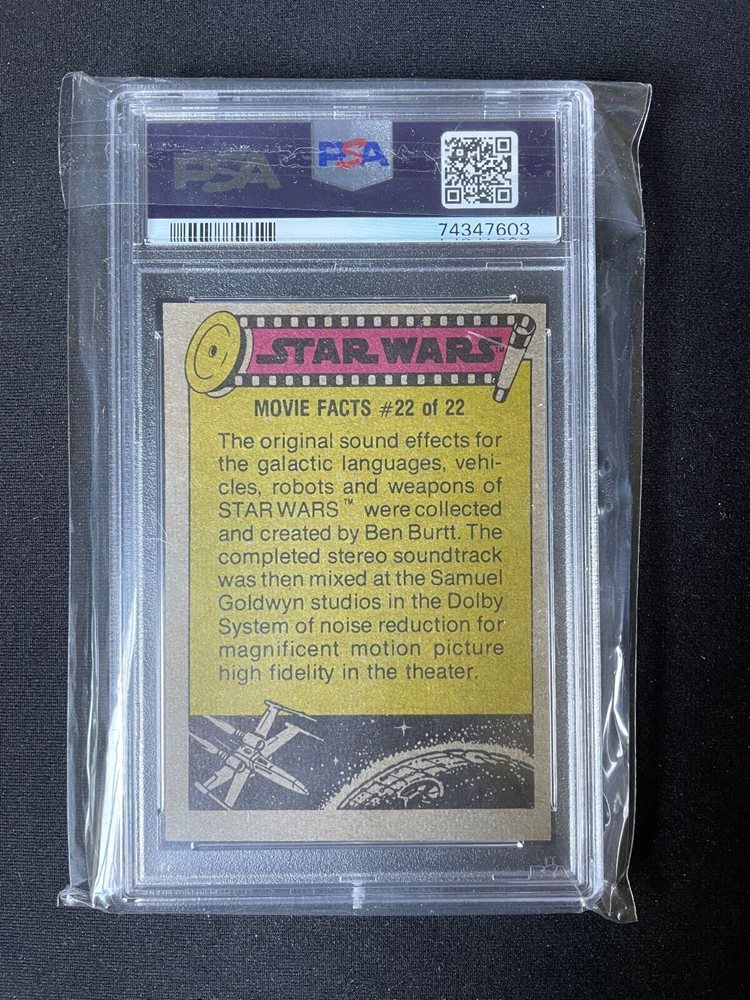 PSA
PSA
74347603
STAR WARS™
MOVIE FACTS #22 of 22
The original sound effects for
the galactic languages, vehi-
cles, robots and weapons of
STAR WARS™ were collected
and created by Ben Burtt. The
completed stereo soundtrack
was then mixed at the Samuel
Goldwyn studios in the Dolby
System of noise reduction for
magnificent motion picture
high fidelity in the theater.